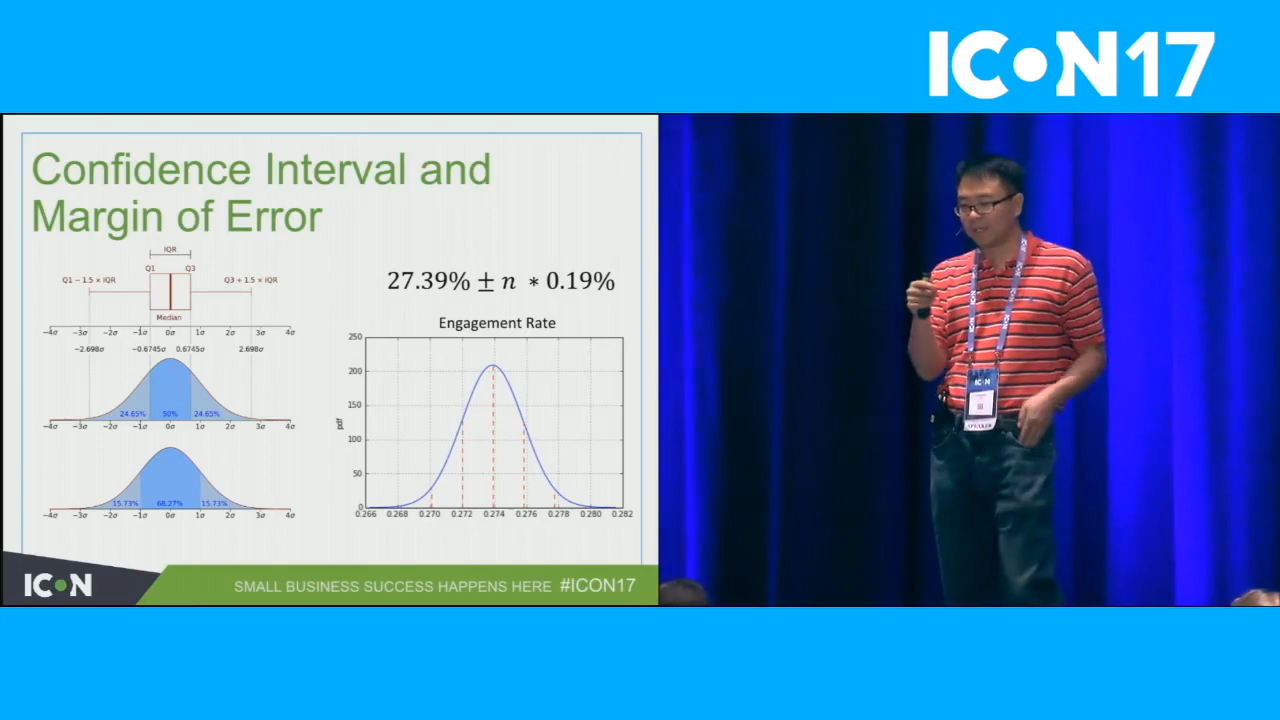 ICON17
Confidence Interval and
Margin of Error
IQR
Q1 Q3
Q1 − 1.5 × IQR Q3 + 1.5 × IQR
Median
−4σ −3σ −2σ −1σ 0σ 1σ 2σ 3σ 4σ
−2.698σ −0.6745σ 0.6745σ 2.698σ
24.65% 50% 24.65%
−4σ −3σ −2σ −1σ 0σ 1σ 2σ 3σ 4σ
15.73% 68.27% 15.73%
−4σ −3σ −2σ −1σ 0σ 1σ 2σ 3σ 4σ
27.39% ± n * 0.19%
Engagement Rate
250
200
150
100
50
0
pdf
0.266 0.268 0.270 0.272 0.274 0.276 0.278 0.280 0.282
ICON
SMALL BUSINESS SUCCESS HAPPENS HERE #ICON17
ICON
SPEAKER